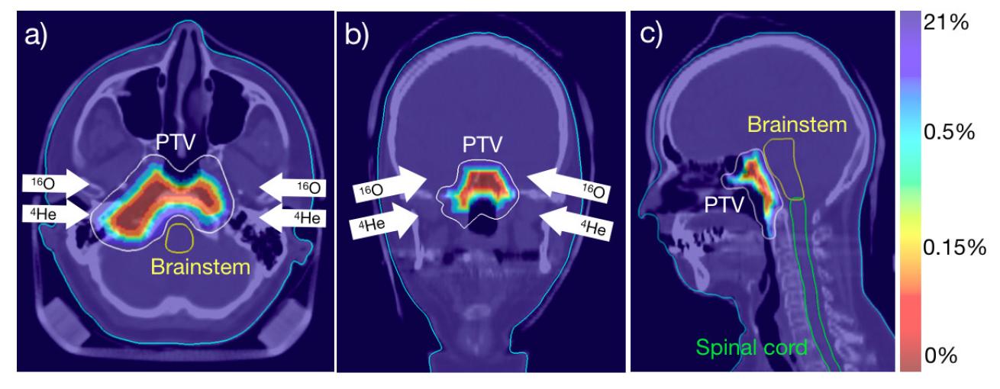 a)
PTV
¹⁶O
¹⁶O
⁴He
⁴He
Brainstem
b)
PTV
¹⁶O
¹⁶O
⁴He
⁴He
c)
Brainstem
PTV
Spinal cord
21%
0.5%
0.15%
0%